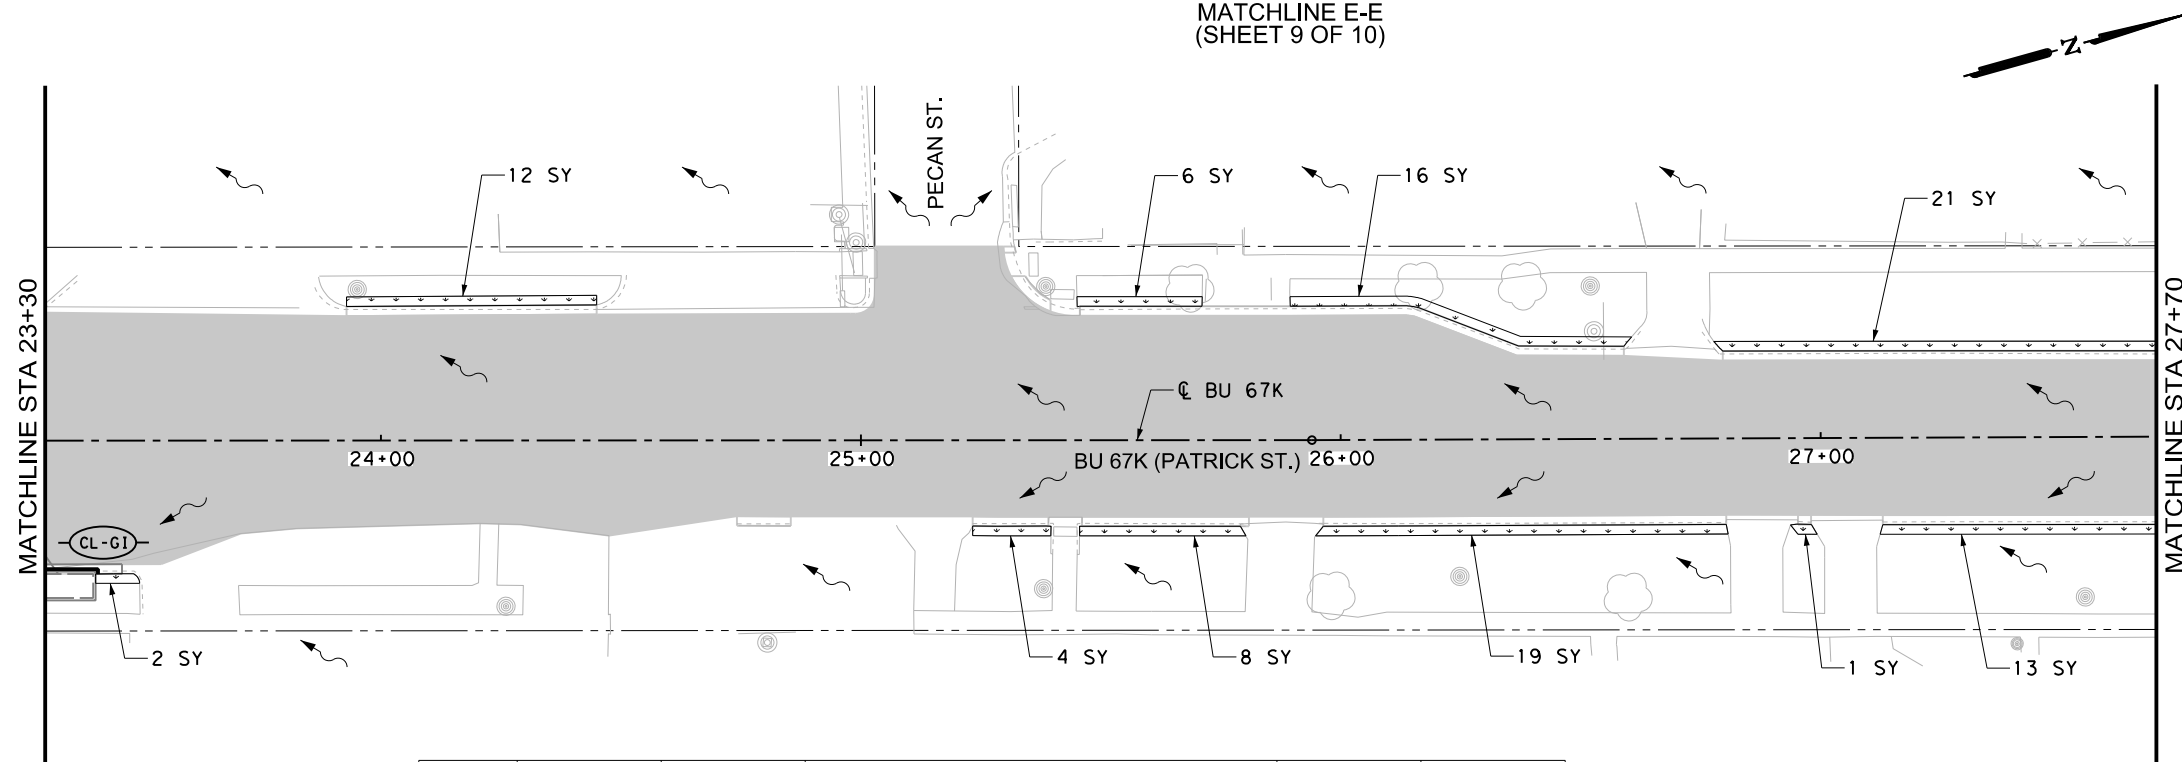 MATCHLINE E-E
(SHEET 9 OF 10)
N
PECAN ST.
12 SY
6 SY
16 SY
21 SY
MATCHLINE STA 23+30
MATCHLINE STA 27+70
℄ BU 67K
24+00
25+00
BU 67K (PATRICK ST.)
26+00
27+00
CL-GI
2 SY
4 SY
8 SY
19 SY
1 SY
13 SY